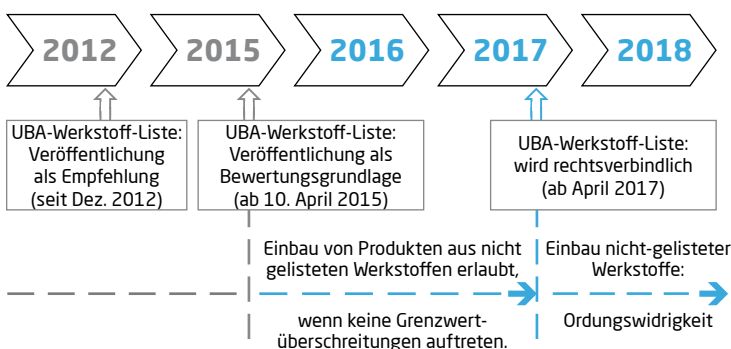 2012 2015 2016 2017 2018
UBA-Werkstoff-Liste:
Veröffentlichung
als Empfehlung
(seit Dez. 2012)
UBA-Werkstoff-Liste:
Veröffentlichung als
Bewertungsgrundlage
(ab 10. April 2015)
UBA-Werkstoff-Liste:
wird rechtsverbindlich
(ab April 2017)
Einbau von Produkten aus nicht
gelisteten Werkstoffen erlaubt,
wenn keine Grenzwert-
überschreitungen auftreten.
Einbau nicht-gelisteter
Werkstoffe:
Ordungswidrigkeit